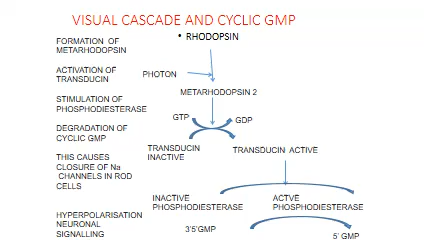 VISUAL CASCADE AND CYCLIC GMP
• RHODOPSIN
FORMATION OF
METARHODOPSIN
ACTIVATION OF
TRANSDUCIN
STIMULATION OF
PHOSPHODIESTERASE
DEGRADATION OF
CYCLIC GMP
THIS CAUSES
CLOSURE OF Na
CHANNELS IN ROD
CELLS
HYPERPOLARISATION
NEURONAL
SIGNALLING
PHOTON
METARHODOPSIN 2
GTP
GDP
TRANSDUCIN
INACTIVE
TRANSDUCIN ACTIVE
INACTIVE
PHOSPHODIESTERASE
ACTVE
PHOSPHODIESTERASE
3'5'GMP
5' GMP